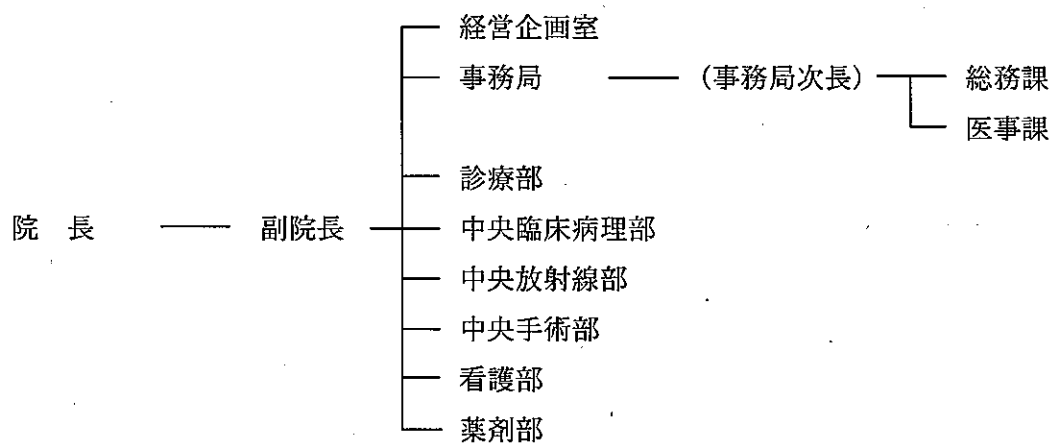 経営企画室
事務局 (事務局次長) 総務課
医事課
診療部
院 長 副院長 中央臨床病理部
中央放射線部
中央手術部
看護部
薬剤部